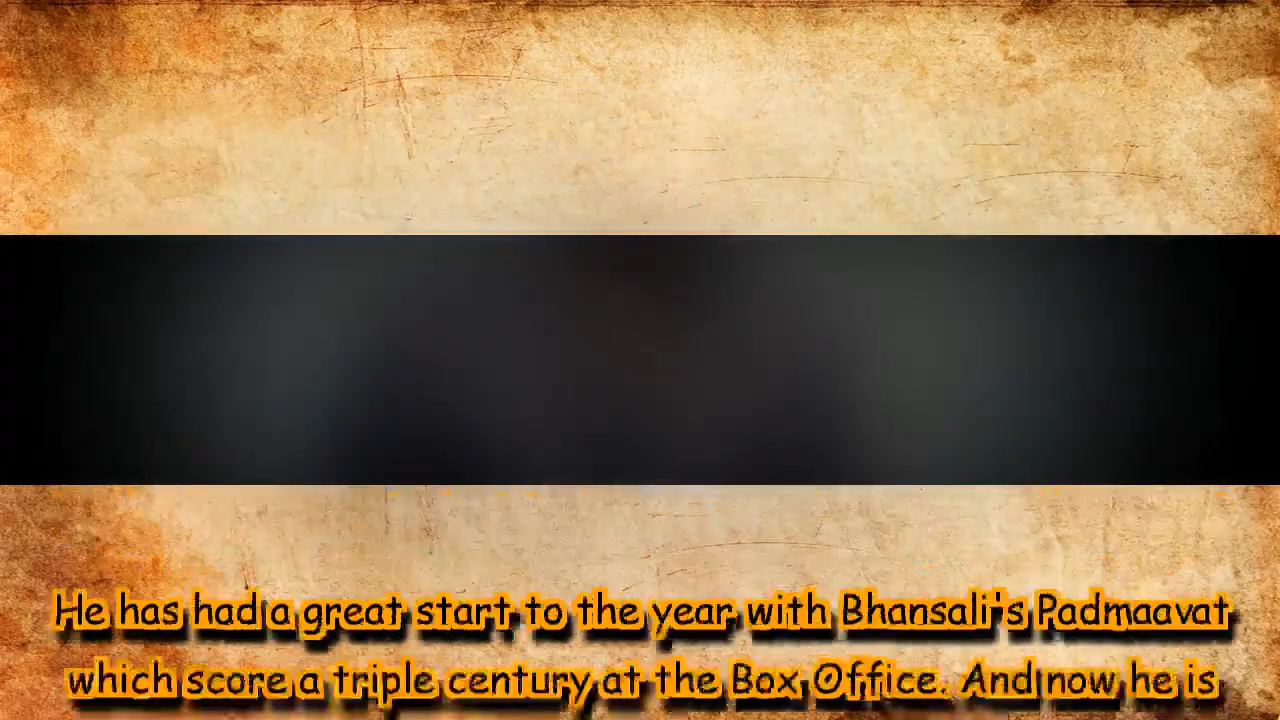 He has had a great start to the year with Bhansali's Padmaavat
which score a triple century at the Box Office. And now he is